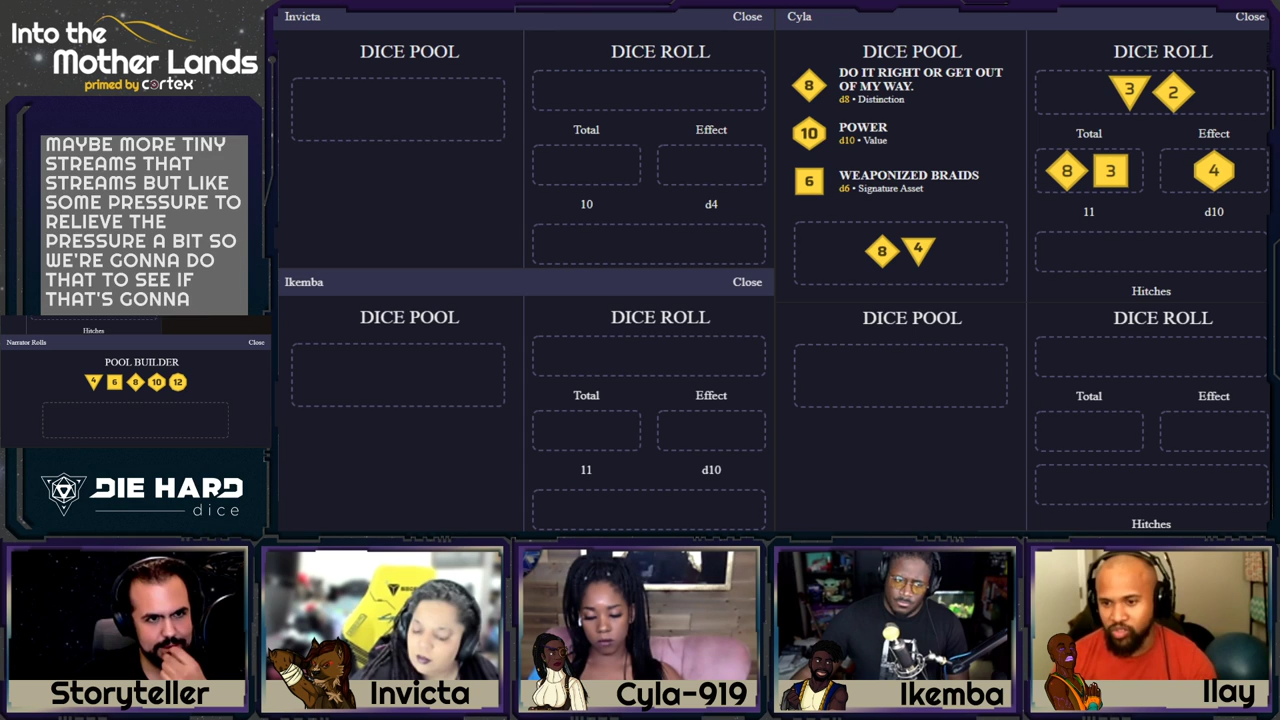 Into the
Mother Lands
primed by cortex
MAYBE MORE TINY
STREAMS THAT
STREAMS BUT LIKE
SOME PRESSURE TO
RELIEVE THE
PRESSURE A BIT SO
WE'RE GONNA DO
THAT TO SEE IF
THAT'S GONNA
Hitches
Narrator Rolls
Close
POOL BUILDER
4 6 8 10 12
DIE HARD
dice
Invicta
Close
DICE POOL
DICE ROLL
Total
Effect
10
d4
Cyla
Close
DICE POOL
8
DO IT RIGHT OR GET OUT
OF MY WAY.
d8 • Distinction
10
POWER
d10 • Value
6
WEAPONIZED BRAIDS
d6 • Signature Asset
8 4
DICE ROLL
3 2
Total
Effect
8 3
4
11
d10
Hitches
Ikemba
Close
DICE POOL
DICE ROLL
Total
Effect
11
d10
DICE POOL
DICE ROLL
Total
Effect
Hitches
Storyteller
Invicta
Cyla-919
Ikemba
Ilay